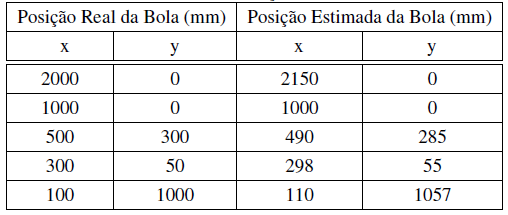 Posição Real da Bola (mm) Posição Estimada da Bola (mm)
x y x y
2000 0 2150 0
1000 0 1000 0
500 300 490 285
300 50 298 55
100 1000 110 1057